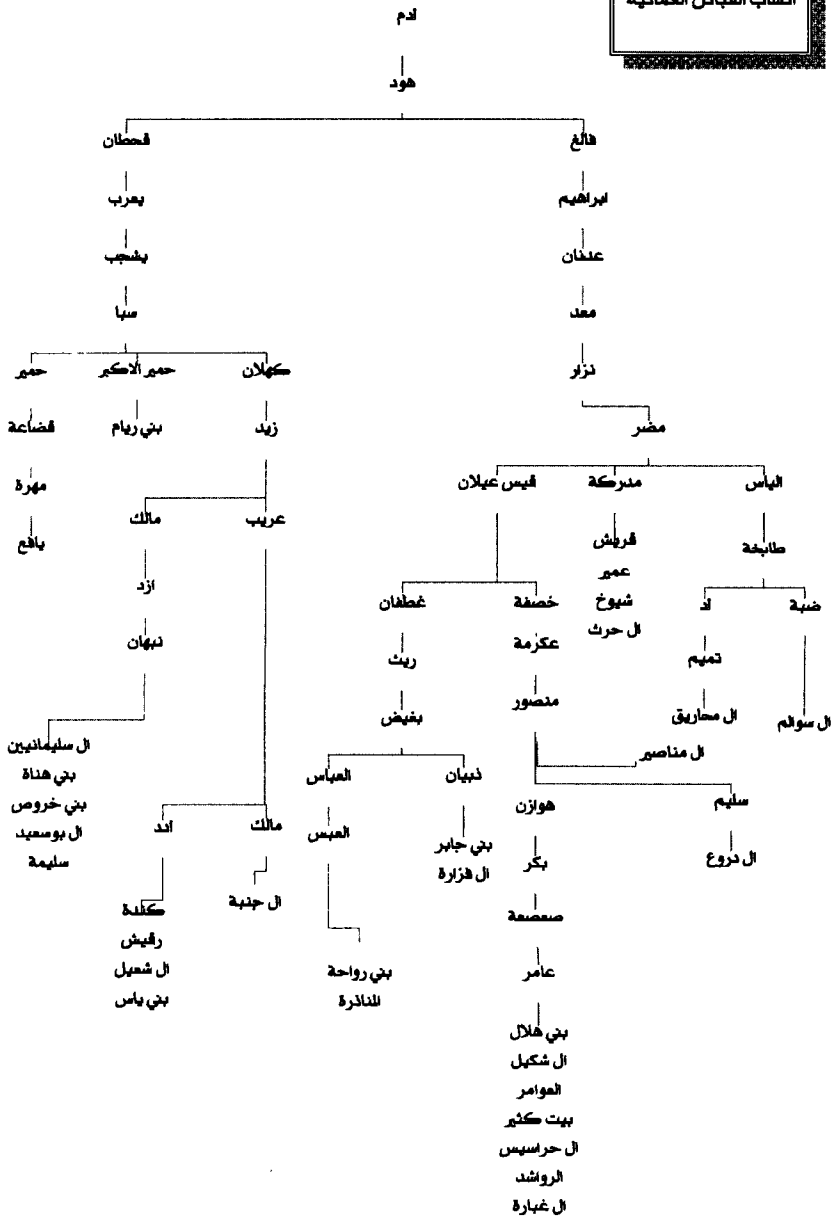 انساب القبائل العمانية
ادم
هود
قحطان
فالغ
يعرب
ابراهيم
يشجب
عدنان
سبا
معد
حمير
حمير الاكبر
كهلان
نزار
قضاعة
بني ريام
زيد
مضر
مهرة
قيس عيلان
مدركة
الياس
يافع
مالك
عريب
قريش
عمير
شيوخ
ال حرث
طابخة
ازد
غطفان
خصفة
اد
ضبة
نبهان
ريث
عكرمة
تميم
بغيض
منصور
ال محاريق
ال سوالم
ال سليمانيين
بني هناة
بني خروص
ال بوسعيد
سليمة
ال مناصير
العباس
ذبيان
هوازن
سليم
ادد
مالك
العبس
بني جابر
ال فزارة
بكر
ال دروع
كندة
رقيش
ال شعيل
بني ياس
ال جنبة
صعصعة
بني رواحة
المناذرة
عامر
بني هلال
ال شكيل
العوامر
بيت كثير
ال حراسيس
الرواشد
ال غبارة